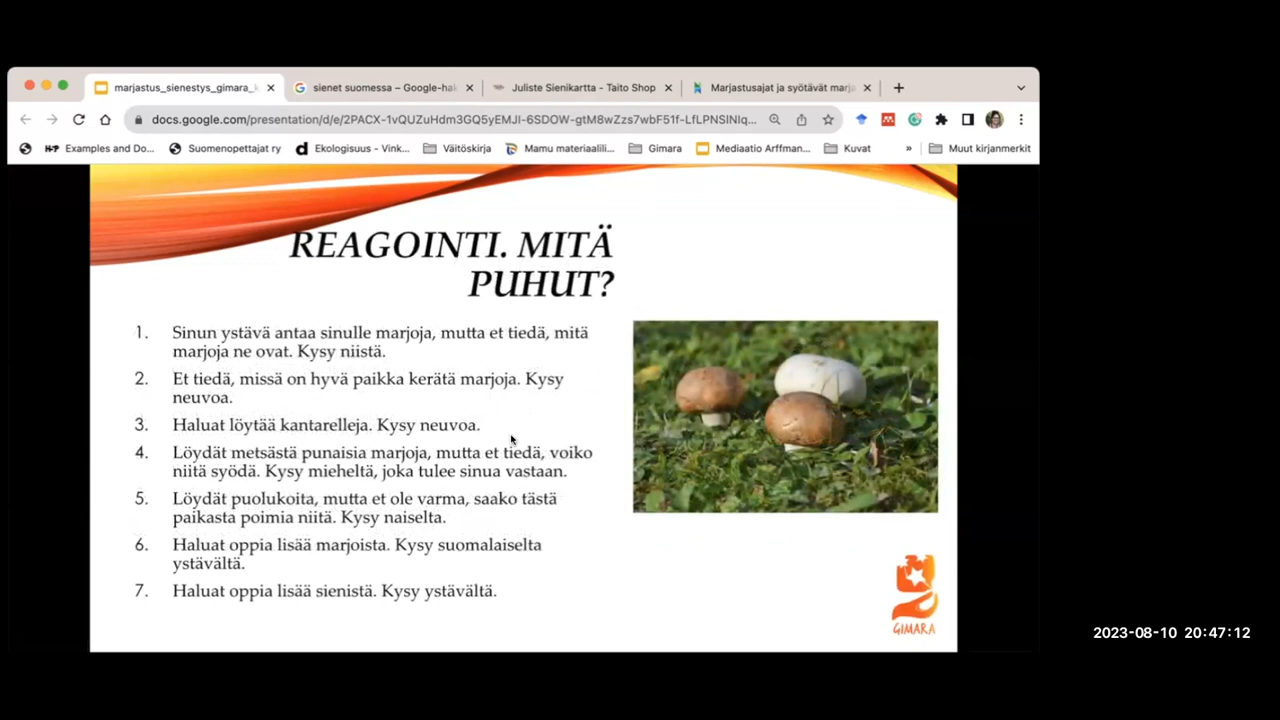 marjastus_sienestys_gimara_k
sienet suomessa – Google-hak
Juliste Sienikartta - Taito Shop
Marjastusajat ja syötävät marja
docs.google.com/presentation/d/e/2PACX-1vQUZuHdm3GQ5yEMJI-6SDOW-gtM8wZzs7wbF51f-LfLPNSINIq...
Examples and Do...
Suomenopettajat ry
Ekologisuus - Vink...
Väitöskirja
Mamu materiaalili...
Gimara
Mediaatio Arffman...
Kuvat
»
Muut kirjanmerkit
REAGOINTI. MITÄ
PUHUT?
1. Sinun ystävä antaa sinulle marjoja, mutta et tiedä, mitä
marjoja ne ovat. Kysy niistä.
2. Et tiedä, missä on hyvä paikka kerätä marjoja. Kysy
neuvoa.
3. Haluat löytää kantarelleja. Kysy neuvoa.
4. Löydät metsästä punaisia marjoja, mutta et tiedä, voiko
niitä syödä. Kysy mieheltä, joka tulee sinua vastaan.
5. Löydät puolukoita, mutta et ole varma, saako tästä
paikasta poimia niitä. Kysy naiselta.
6. Haluat oppia lisää marjoista. Kysy suomalaiselta
ystävältä.
7. Haluat oppia lisää sienistä. Kysy ystävältä.
GIMARA
2023-08-10 20:47:12